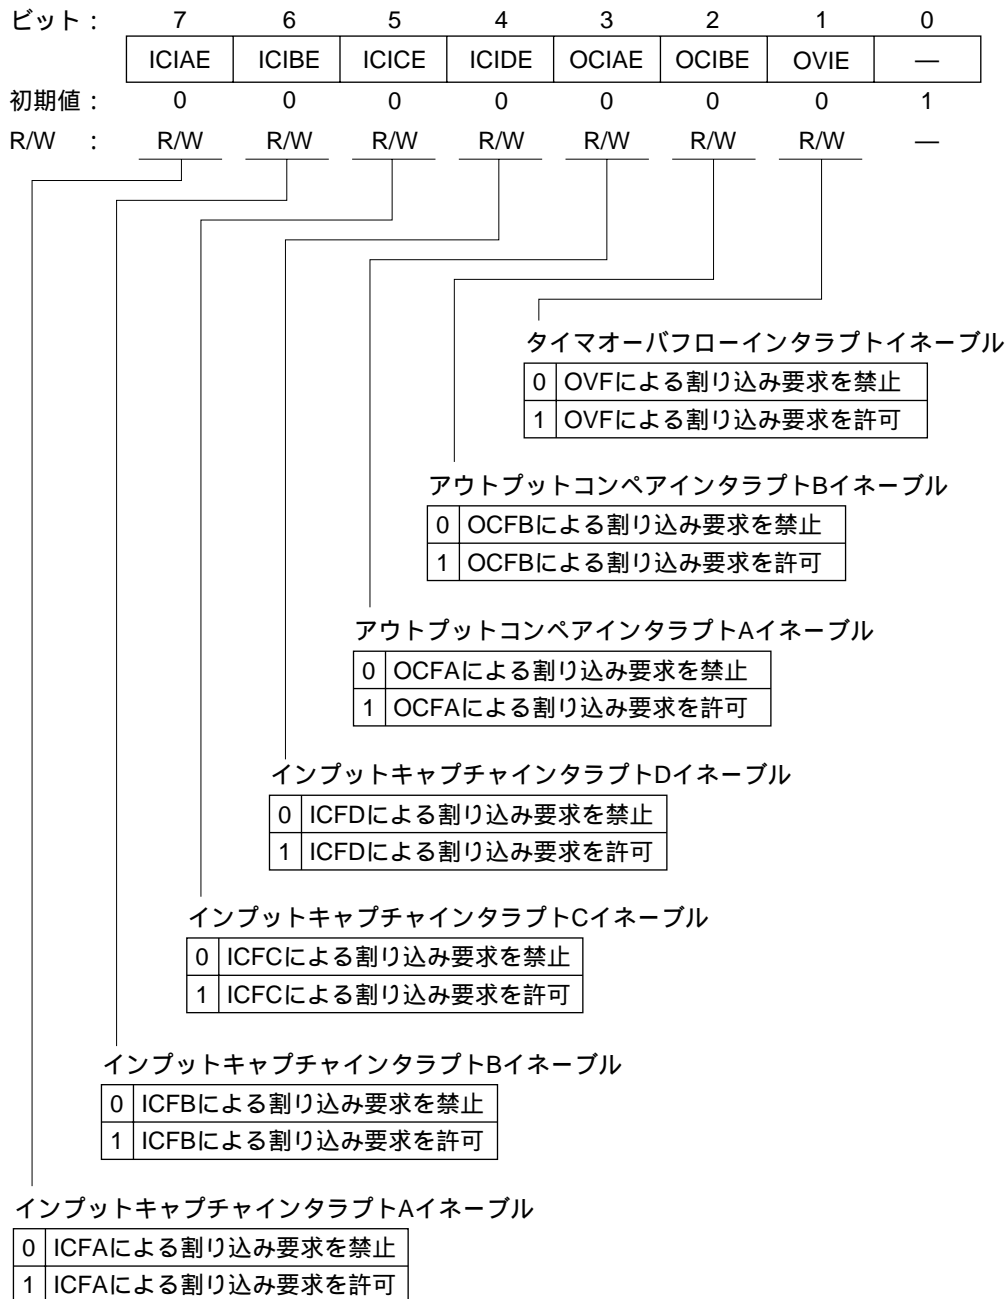 ビット： 7 6 5 4 3 2 1 0
ICIAE ICIBE ICICE ICIDE OCIAE OCIBE OVIE —
初期値： 0 0 0 0 0 0 0 1
R/W ： R/W R/W R/W R/W R/W R/W R/W —
タイマオーバフローインタラプトイネーブル
0 OVFによる割り込み要求を禁止
1 OVFによる割り込み要求を許可
アウトプットコンペアインタラプトBイネーブル
0 OCFBによる割り込み要求を禁止
1 OCFBによる割り込み要求を許可
アウトプットコンペアインタラプトAイネーブル
0 OCFAによる割り込み要求を禁止
1 OCFAによる割り込み要求を許可
インプットキャプチャインタラプトDイネーブル
0 ICFDによる割り込み要求を禁止
1 ICFDによる割り込み要求を許可
インプットキャプチャインタラプトCイネーブル
0 ICFCによる割り込み要求を禁止
1 ICFCによる割り込み要求を許可
インプットキャプチャインタラプトBイネーブル
0 ICFBによる割り込み要求を禁止
1 ICFBによる割り込み要求を許可
インプットキャプチャインタラプトAイネーブル
0 ICFAによる割り込み要求を禁止
1 ICFAによる割り込み要求を許可